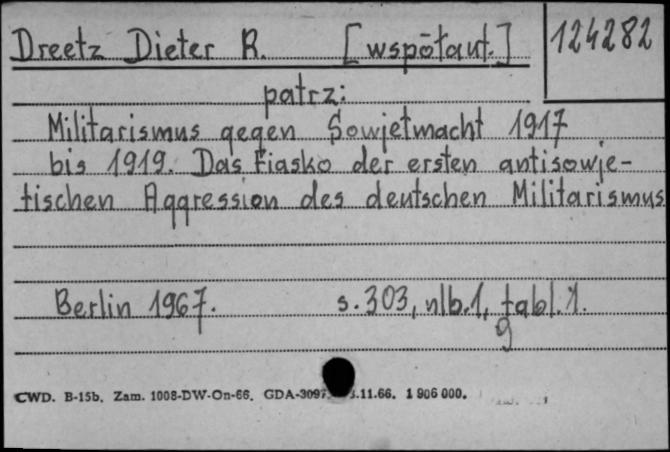 Dreetz Dieter R. [wspōłaut.] 124282
patrz:
Militarismus gegen Sowjetmacht 1917
bis 1919. Das Fiasko der ersten antisowje-
tischen Aggression des deutschen Militarismus
Berlin 1967. s. 303, nlb. 1, tabl. 1.
9
CWD. B-15b. Zam. 1008-DW-On-66. GDA-3097 .11.66. 1 906 000.